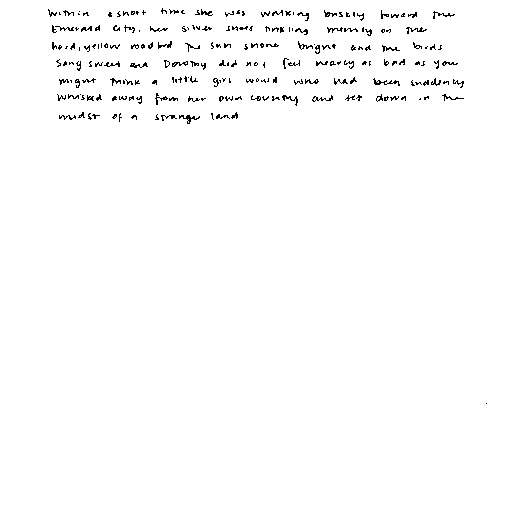 Within a short time she was walking briskly toward the
Emerald City, her silver shoes tinkling merrily on the
hard, yellow roadbed The sun shone bright and the birds
sang sweet and Dorothy did not feel nearly as bad as you
might think a little girl would who had been suddenly
whisked away from her own country and set down in the
midst of a strange land